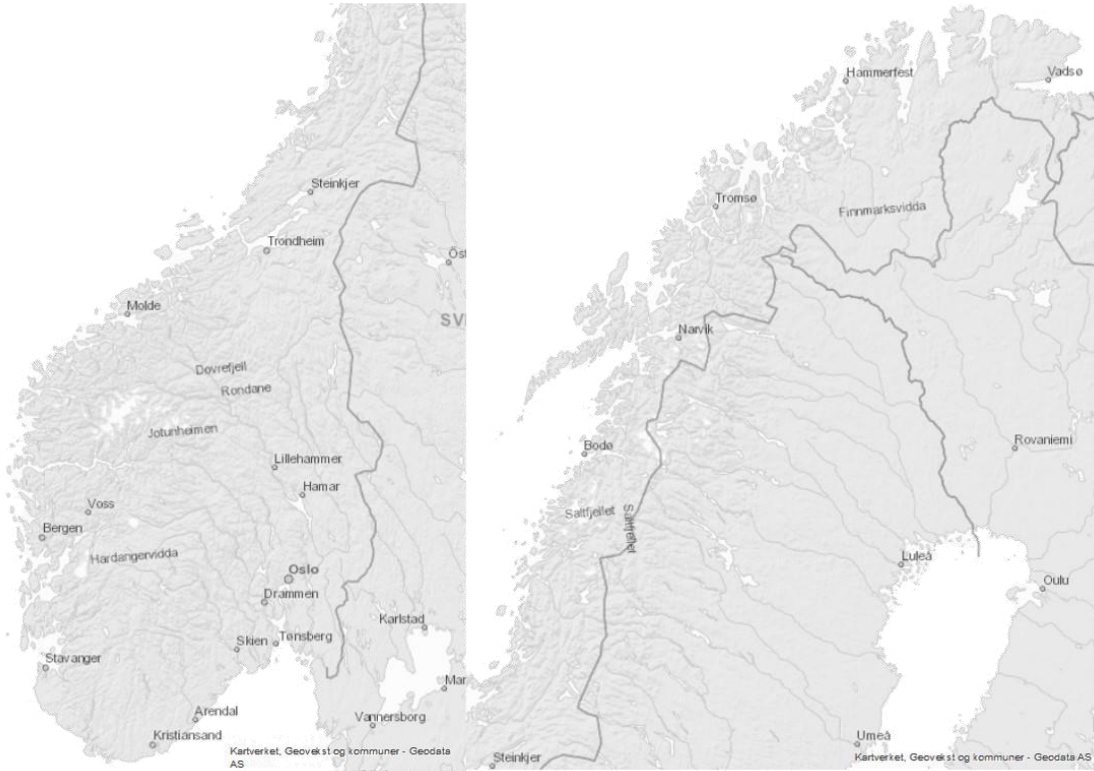 Steinkjer
Trondheim
Öst
Molde
SV
Dovrefjell
Rondane
Jotunheimen
Lillehammer
Hamar
Voss
Bergen
Hardangervidda
Oslo
Drammen
Karlstad
Skien
Tønsberg
Stavanger
Mar
Arendal
Vannersborg
Kristiansand
Kartverket, Geovekst og kommuner - Geodata
AS
Hammerfest
Vadsø
Tromsø
Finnmarksvidda
Narvik
Rovaniemi
Bodø
Saltfjellet
Saltfjellet
Luleå
Oulu
Umeå
Steinkjer
Kartverket, Geovekst og kommuner - Geodata AS